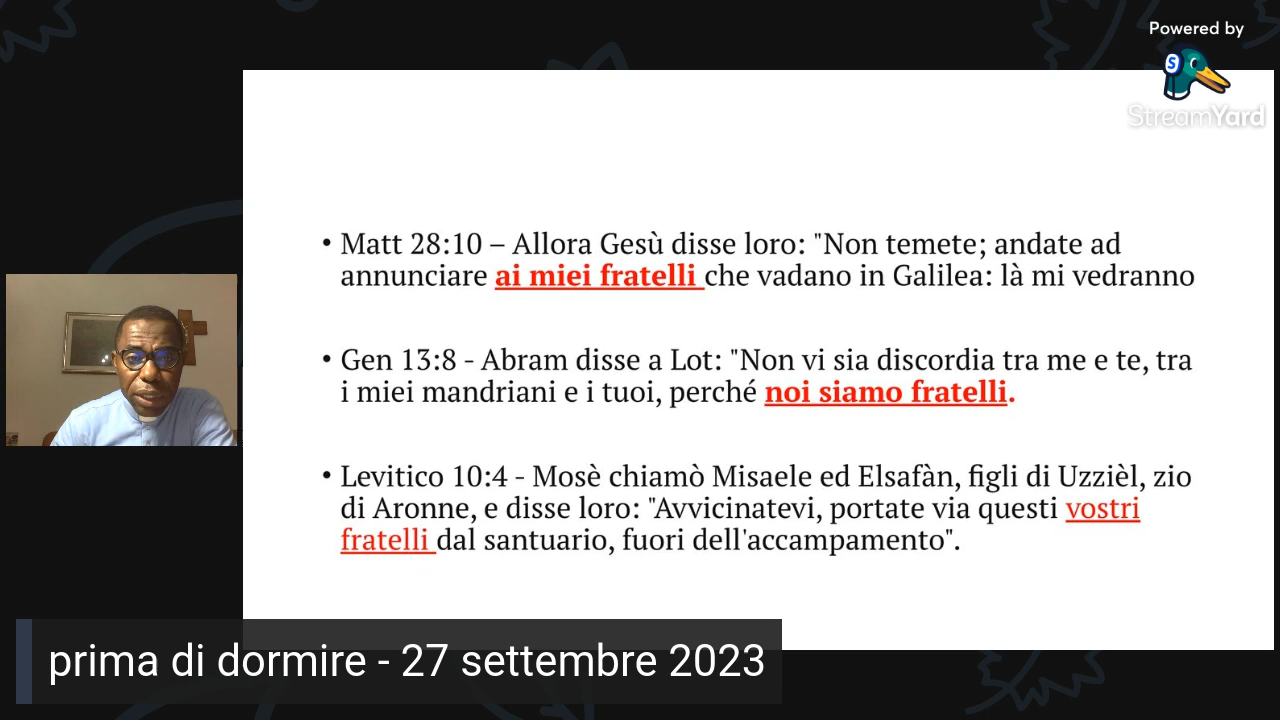 Powered by
StreamYard
• Matt 28:10 – Allora Gesù disse loro: "Non temete; andate ad
annunciare ai miei fratelli che vadano in Galilea: là mi vedranno
• Gen 13:8 - Abram disse a Lot: "Non vi sia discordia tra me e te, tra
i miei mandriani e i tuoi, perché noi siamo fratelli.
• Levitico 10:4 - Mosè chiamò Misaele ed Elsafàn, figli di Uzzièl, zio
di Aronne, e disse loro: "Avvicinatevi, portate via questi vostri
fratelli dal santuario, fuori dell'accampamento".
prima di dormire - 27 settembre 2023